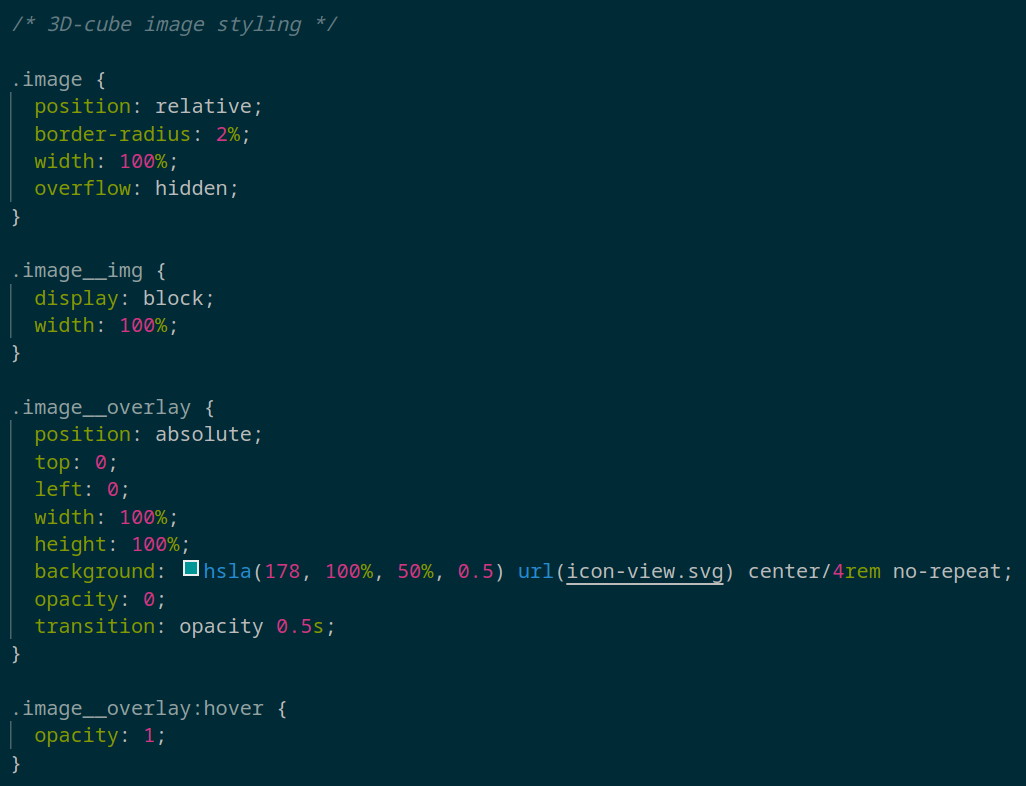 /* 3D-cube image styling */
.image {
position: relative;
border-radius: 2%;
width: 100%;
overflow: hidden;
}
.image__img {
display: block;
width: 100%;
}
.image__overlay {
position: absolute;
top: 0;
left: 0;
width: 100%;
height: 100%;
background: hsla(178, 100%, 50%, 0.5) url(icon-view.svg) center/4rem no-repeat;
opacity: 0;
transition: opacity 0.5s;
}
.image__overlay:hover {
opacity: 1;
}